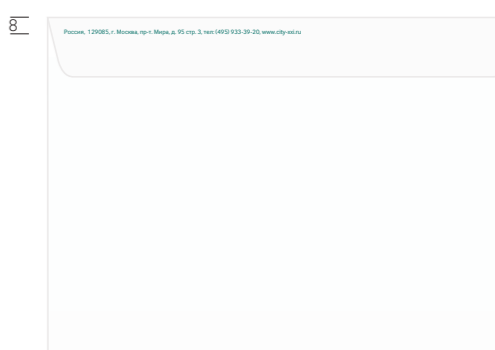 8
Россия, 129085, г. Москва, пр-т. Мира, д. 95 стр. 3, тел: (495) 933-39-20, www.city-xxi.ru